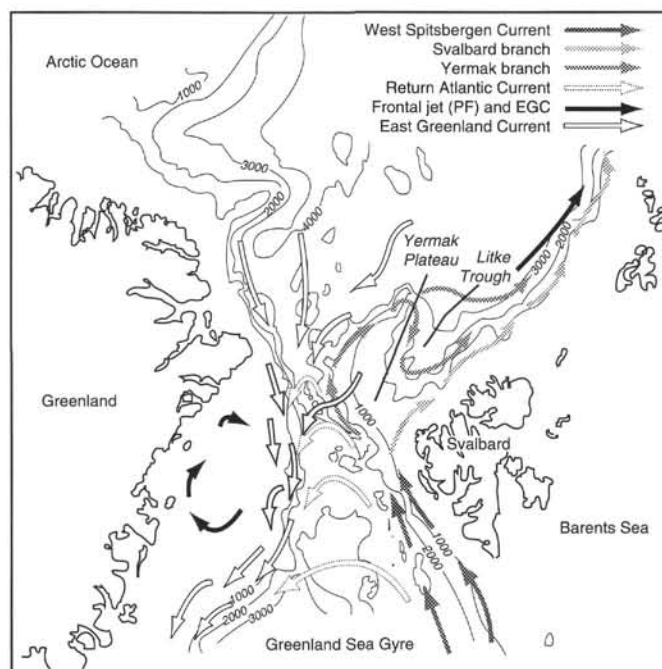 West Spitsbergen Current
Svalbard branch
Yermak branch
Return Atlantic Current
Frontal jet (PF) and EGC
East Greenland Current
Arctic Ocean
1000
3000
2000
4000
Yermak
Plateau
Litke
Trough
3000
2000
Greenland
1000
Svalbard
Barents Sea
1000
2000
1000
2000
3000
Greenland Sea Gyre